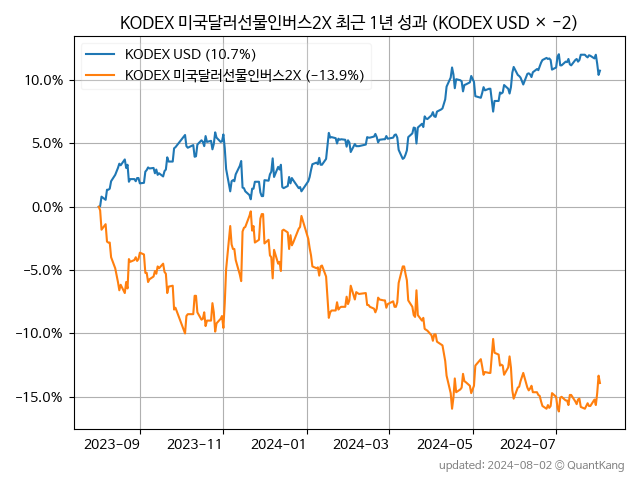 KODEX 미국달러선물인버스2X 최근 1년 성과 (KODEX USD × −2)
KODEX USD (10.7%)
KODEX 미국달러선물인버스2X (−13.9%)
10.0%
5.0%
0.0%
−5.0%
−10.0%
−15.0%
2023-09 2023-11 2024-01 2024-03 2024-05 2024-07
updated: 2024-08-02 © QuantKang